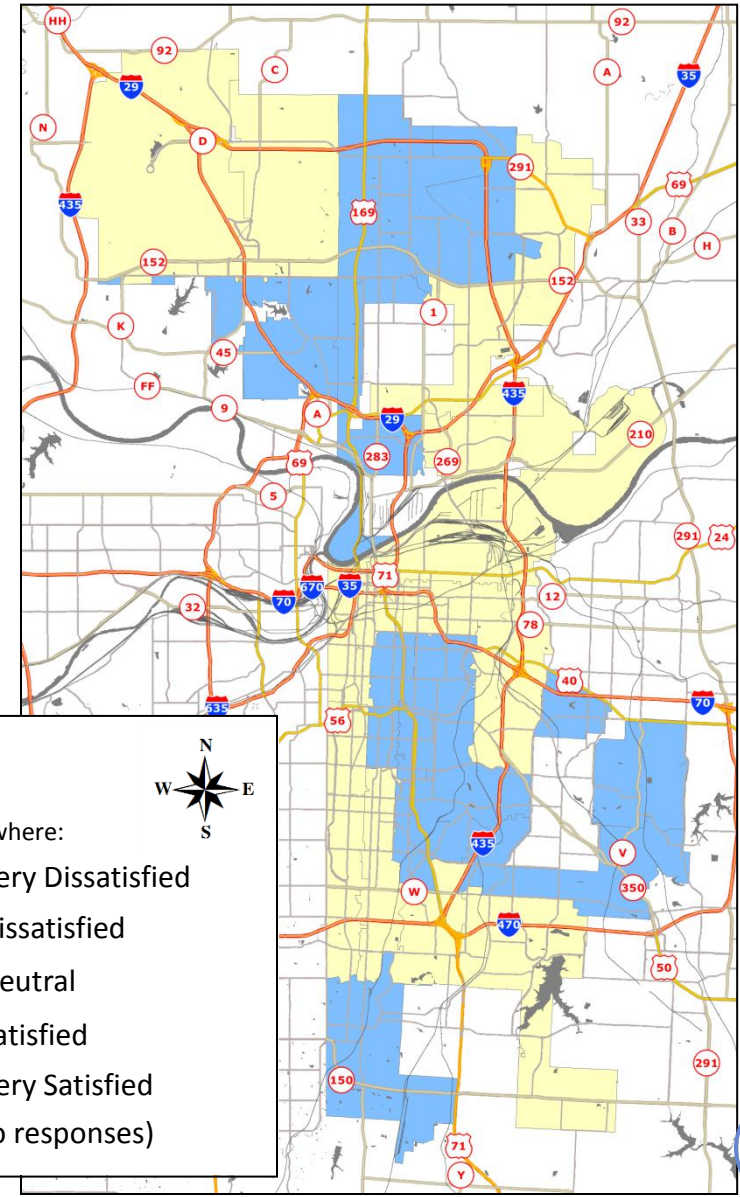 HH
92
92
C
A
29
35
N
D
291
69
435
169
33
B
H
152
152
1
K
45
FF
435
9
A
29
210
283
269
69
5
291
24
71
670
35
70
12
32
78
40
635
70
56
N
W E
S
where:
ery Dissatisfied
issatisfied
eutral
atisfied
ery Satisfied
o responses)
435
V
W
350
470
50
150
291
71
Y